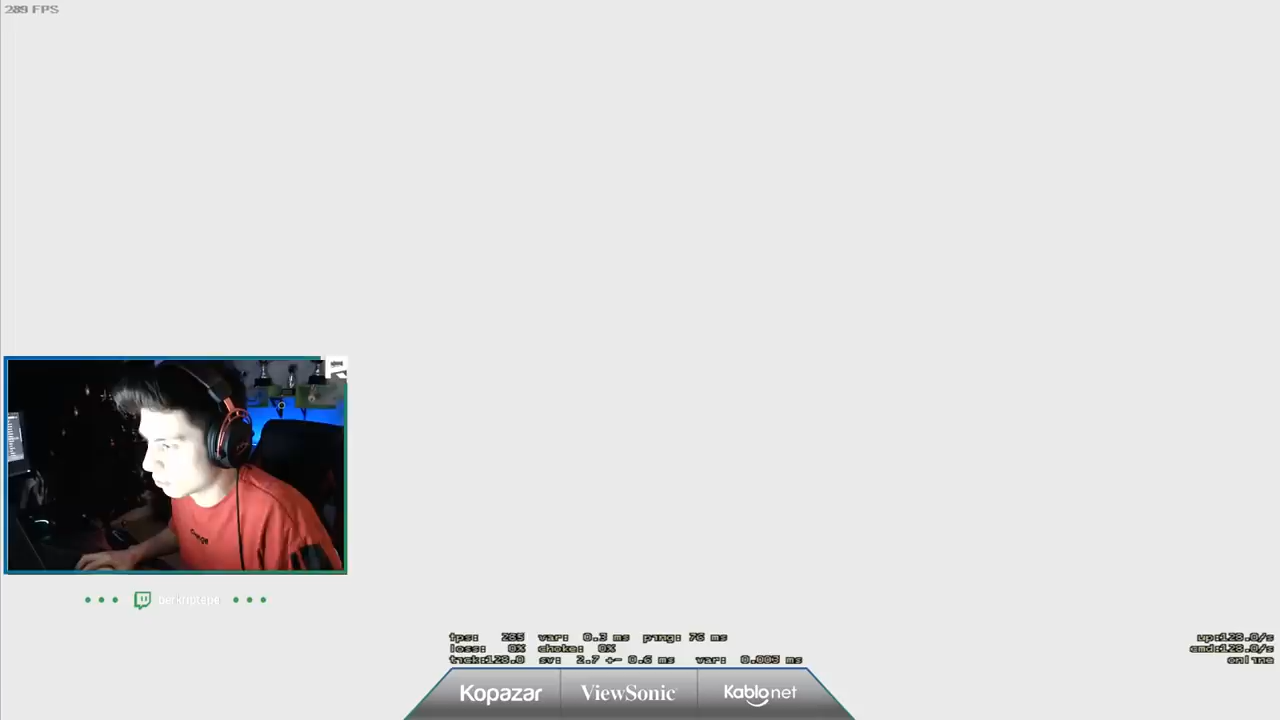 289 FPS
fps: 285 var: 0.3 ms ping: 76 ms
loss: 0% choke: 0%
tick:128.0 sv: 2.7 +- 0.6 ms var: 0.003 ms
up:128.0/s
cmd:128.0/s
online
Kopazar ViewSonic Kablonet